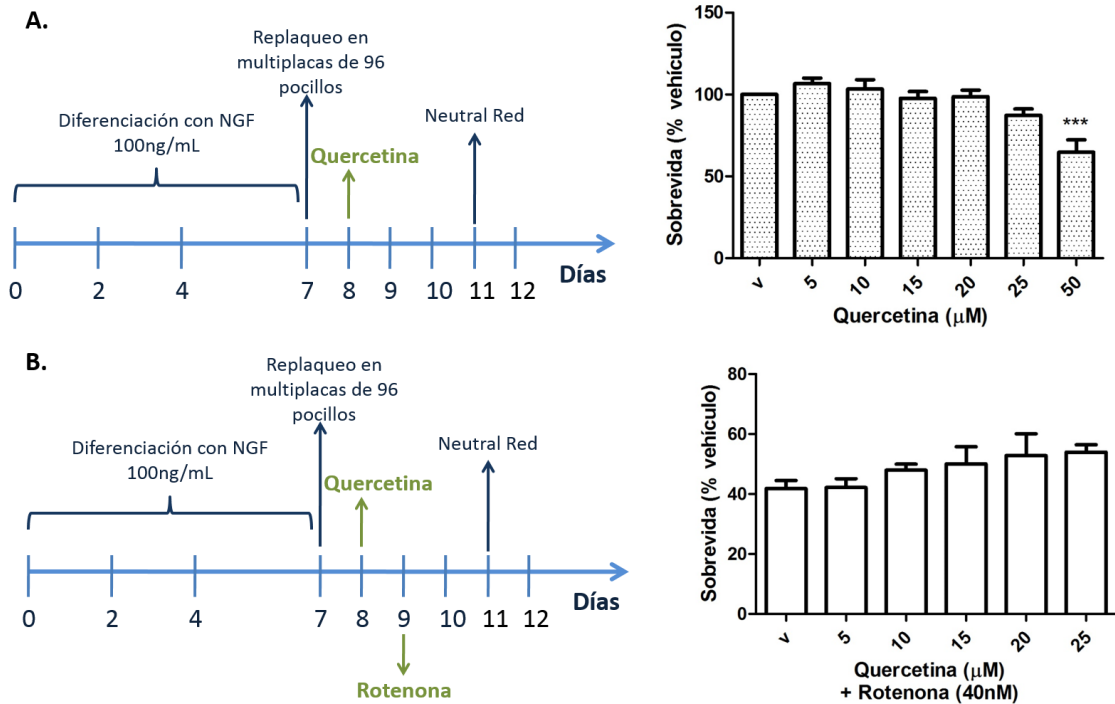 A.
Replaqueo en
multiplacas de 96
pocillos
Diferenciación con NGF
100ng/mL
Quercetina
Neutral Red
0 2 4 7 8 9 10 11 12
Días
Sobrevida (% vehículo)
150
100
50
0
***
v 5 10 15 20 25 50
Quercetina (μM)
B.
Replaqueo en
multiplacas de 96
pocillos
Diferenciación con NGF
100ng/mL
Quercetina
Neutral Red
0 2 4 7 8 9 10 11 12
Días
Rotenona
Sobrevida (% vehículo)
80
60
40
20
0
v 5 10 15 20 25
Quercetina (μM)
+ Rotenona (40nM)